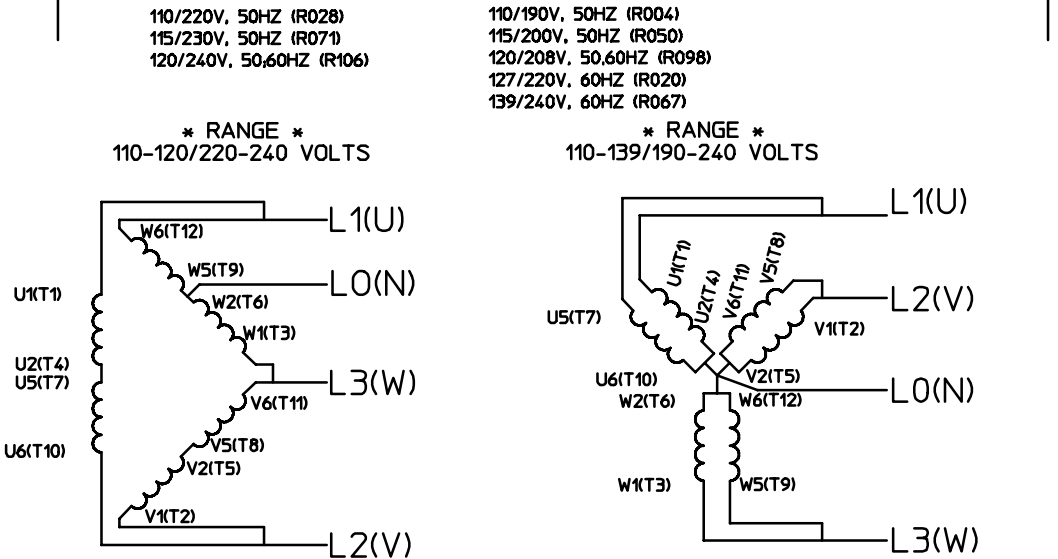 110/220V, 50HZ (R028)
115/230V, 50HZ (R071)
120/240V, 50,60HZ (R106)
* RANGE *
110-120/220-240 VOLTS
L1(U)
W6(T12)
W5(T9)
L0(N)
U1(T1)
W2(T6)
W1(T3)
U2(T4)
U5(T7)
L3(W)
V6(T11)
V5(T8)
U6(T10)
V2(T5)
V1(T2)
L2(V)
110/190V, 50HZ (R004)
115/200V, 50HZ (R050)
120/208V, 50,60HZ (R098)
127/220V, 60HZ (R020)
139/240V, 60HZ (R067)
* RANGE *
110-139/190-240 VOLTS
L1(U)
U1(T1)
U2(T4)
V6(T11)
V5(T8)
L2(V)
U5(T7)
V1(T2)
U6(T10)
V2(T5)
L0(N)
W2(T6)
W6(T12)
W1(T3)
W5(T9)
L3(W)